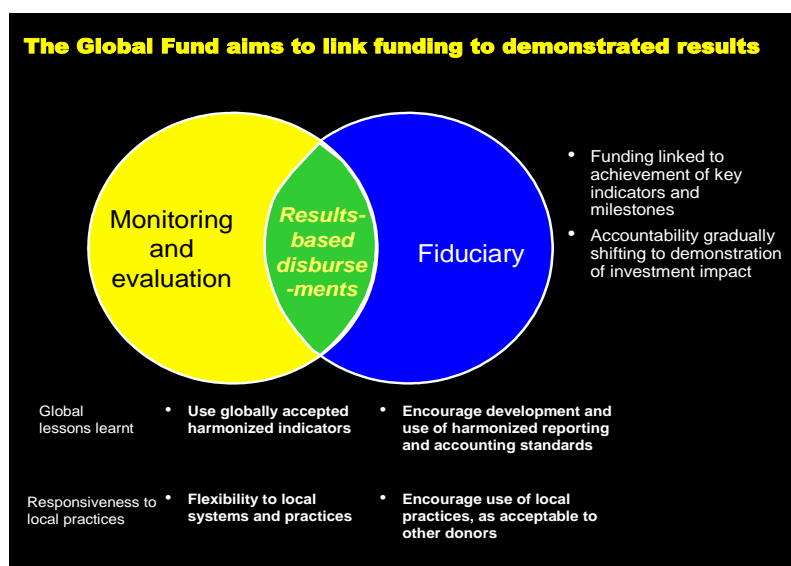 The Global Fund aims to link funding to demonstrated results
Monitoring
and
evaluation
Results-
based
disburse
-ments
Fiduciary
• Funding linked to
achievement of key
indicators and
milestones
• Accountability gradually
shifting to demonstration
of investment impact
Global
lessons learnt
• Use globally accepted
harmonized indicators
• Encourage development and
use of harmonized reporting
and accounting standards
Responsiveness to
local practices
• Flexibility to local
systems and practices
• Encourage use of local
practices, as acceptable to
other donors